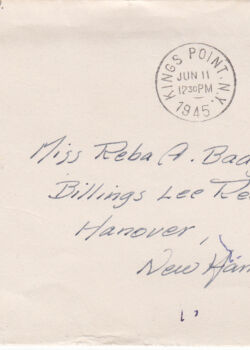 KINGS POINT, N.Y.
JUN 11
12 30 PM
1945
Miss Reba A. Bad
Billings Lee Re
Hanover,
New Ham